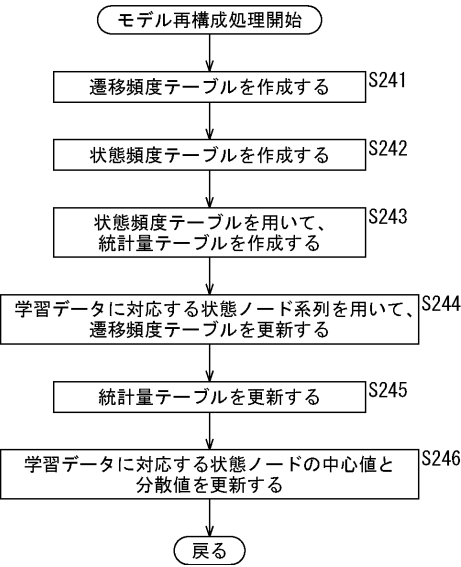 モデル再構成処理開始
遷移頻度テーブルを作成する
S241
状態頻度テーブルを作成する
S242
状態頻度テーブルを用いて、
統計量テーブルを作成する
S243
学習データに対応する状態ノード系列を用いて、
遷移頻度テーブルを更新する
S244
統計量テーブルを更新する
S245
学習データに対応する状態ノードの中心値と
分散値を更新する
S246
戻る